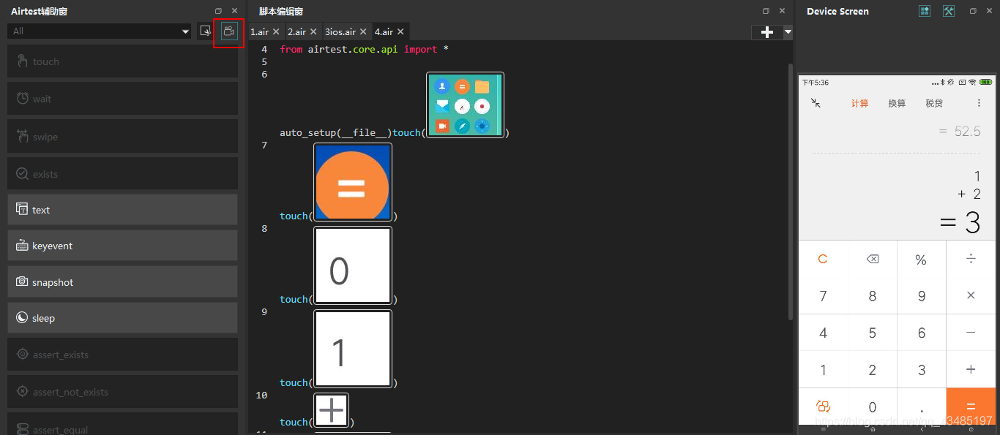 Airtest辅助窗
All
touch
wait
swipe
exists
text
keyevent
snapshot
sleep
assert_exists
assert_not_exists
assert_equal
脚本编辑窗
1.air
2.air
3ios.air
4.air
4 from airtest.core.api import *
5
6
auto_setup(__file__)touch( )
7
touch( )
8
0
touch( )
9
1
touch( )
10
+
touch( )
11
Device Screen
下午5:36
计算 换算 税贷
= 52.5
1
+ 2
= 3
C % ÷
7 8 9 ×
4 5 6 −
1 2 3 +
0 . =
https://blog.csdn.net/qq_43485197